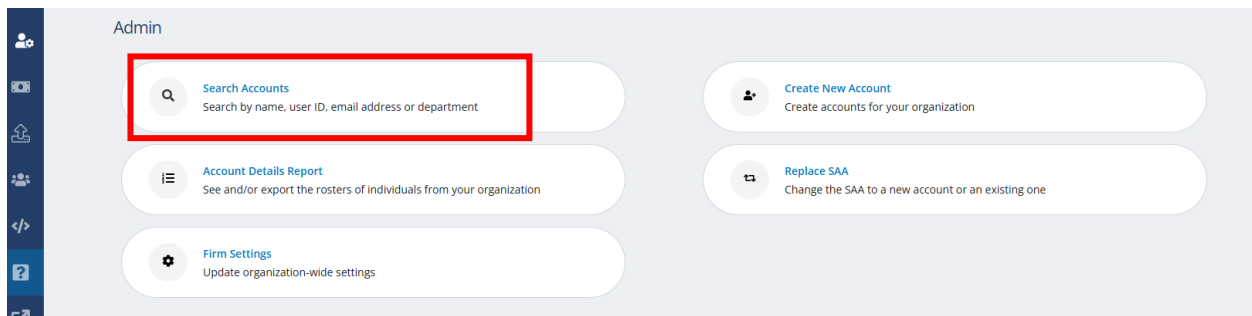 Admin
Search Accounts
Search by name, user ID, email address or department
Create New Account
Create accounts for your organization
Account Details Report
See and/or export the rosters of individuals from your organization
Replace SAA
Change the SAA to a new account or an existing one
Firm Settings
Update organization-wide settings